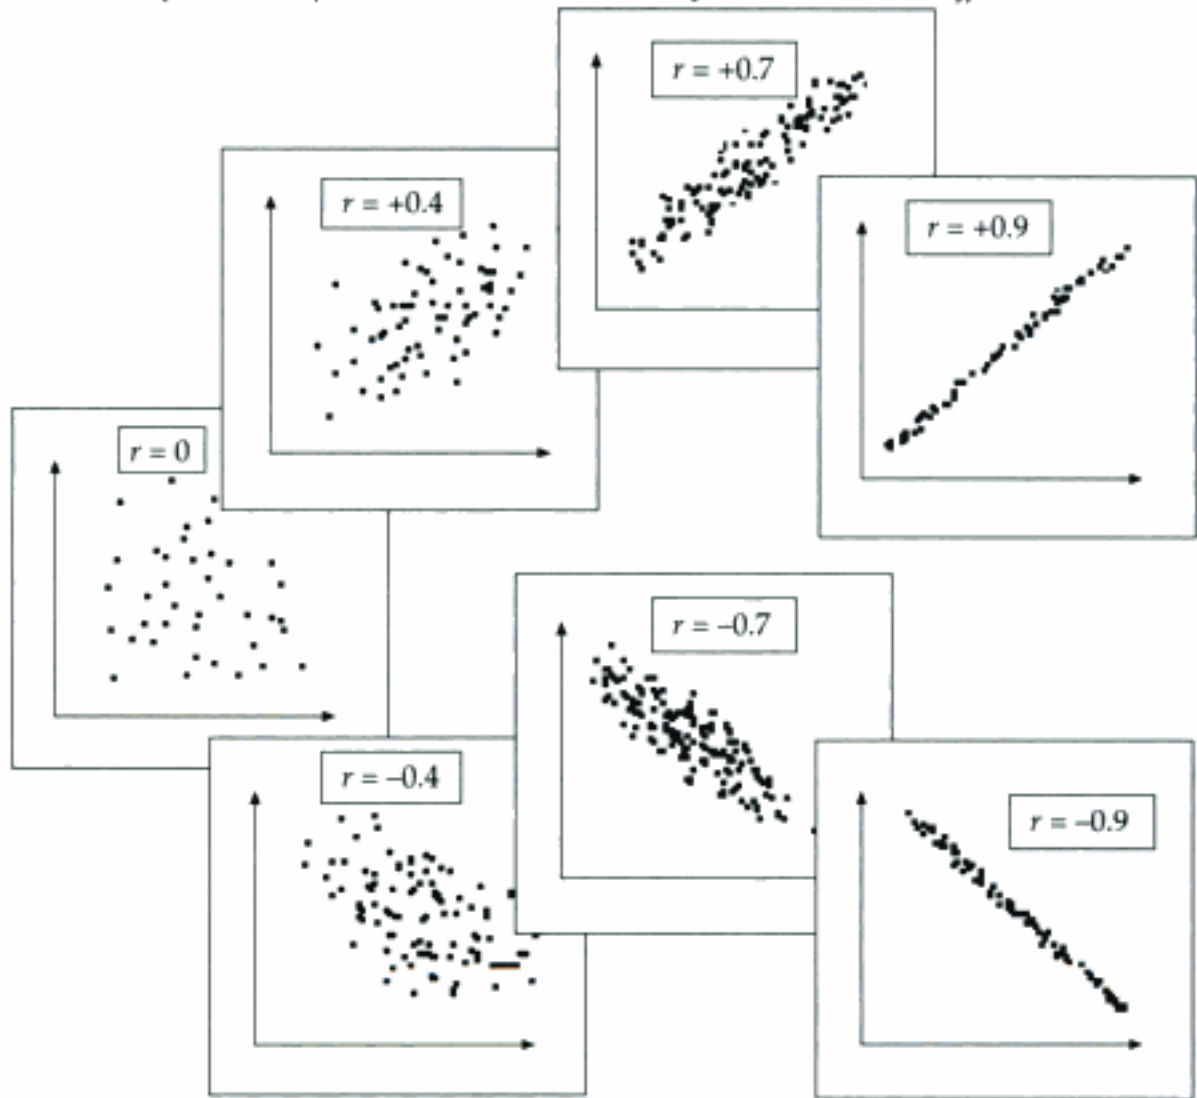 r = +0.7
r = +0.4
r = +0.9
r = 0
r = –0.7
r = –0.4
r = –0.9